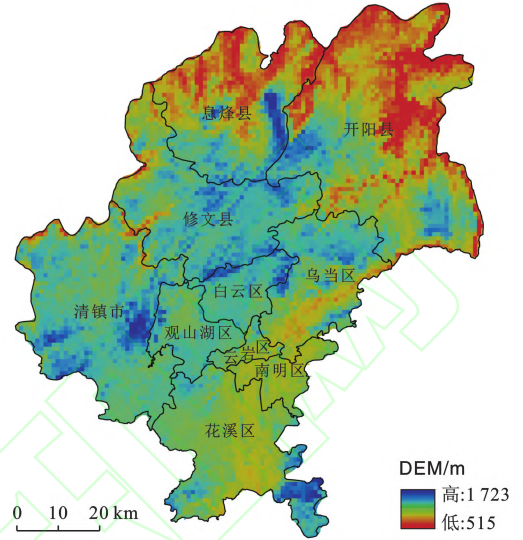 息烽县
开阳县
修文县
乌当区
白云区
清镇市
观山湖区
云岩区
南明区
花溪区
DEM/m
高:1 723
低:515
0 10 20 km